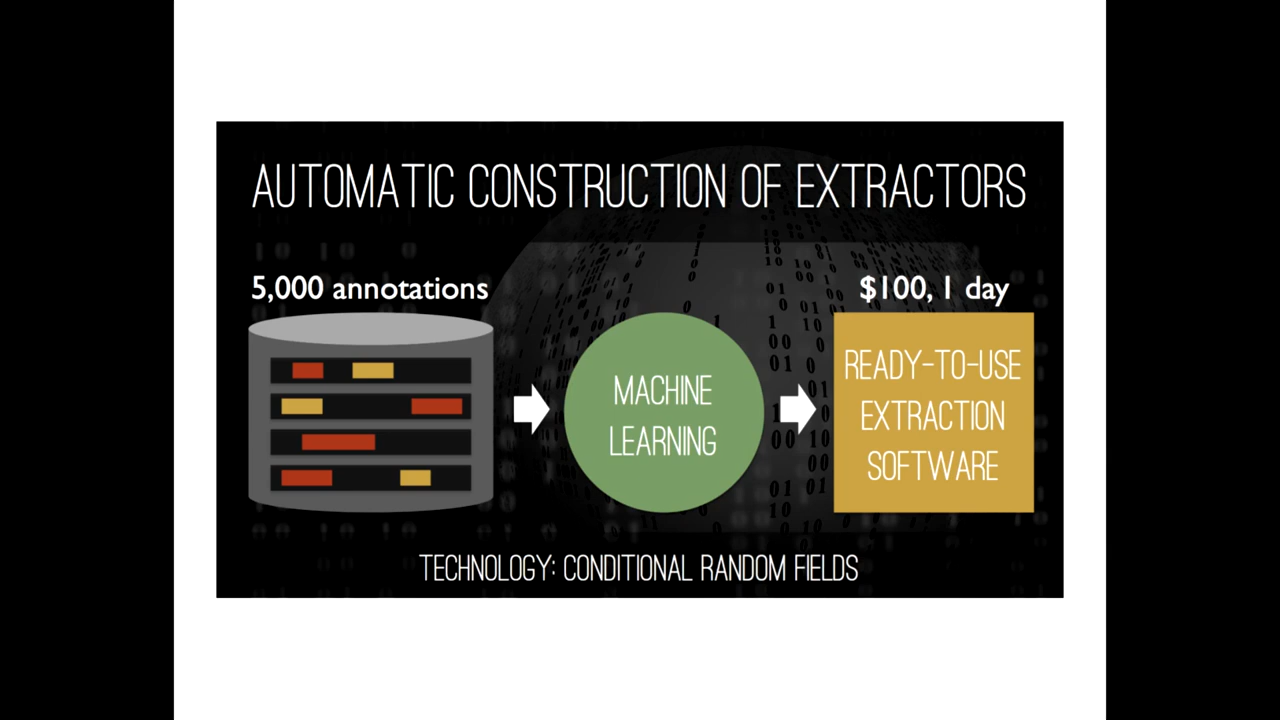 AUTOMATIC CONSTRUCTION OF EXTRACTORS
5,000 annotations
$100, 1 day
MACHINE
LEARNING
READY-TO-USE
EXTRACTION
SOFTWARE
TECHNOLOGY: CONDITIONAL RANDOM FIELDS